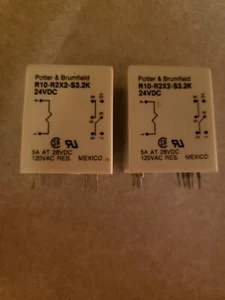 Potter & Brumfield
R10-R2X2-S3.2K
24VDC
5A AT 28VDC
120VAC RES. MEXICO
Potter & Brumfield
R10-R2X2-S3.2K
24VDC
5A AT 28VDC
120VAC RES. MEXICO